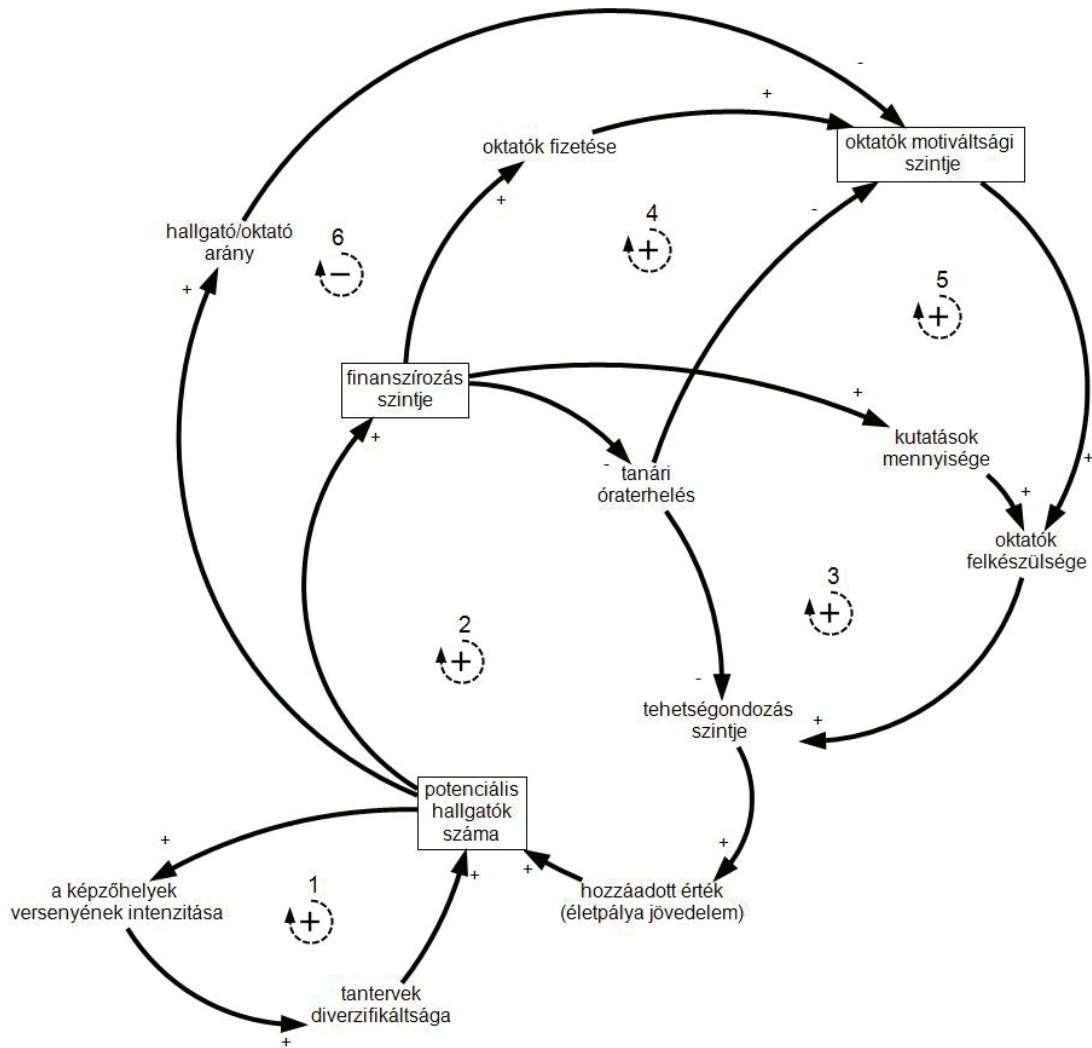 -
+
oktatók fizetése
oktatók motiváltsági
szintje
+
-
hallgató/oktató
arány
+
6
−
4
+
5
+
finanszírozás
szintje
+
+
kutatások
mennyisége
-
tanári
óraterhelés
+
+
oktatók
felkészülsége
3
+
2
+
-
tehetségondozás
szintje
+
potenciális
hallgatók
száma
+
+
+
+
a képzőhelyek
versenyének intenzitása
1
+
hozzáadott érték
(életpálya jövedelem)
tantervek
diverzifikáltsága
+